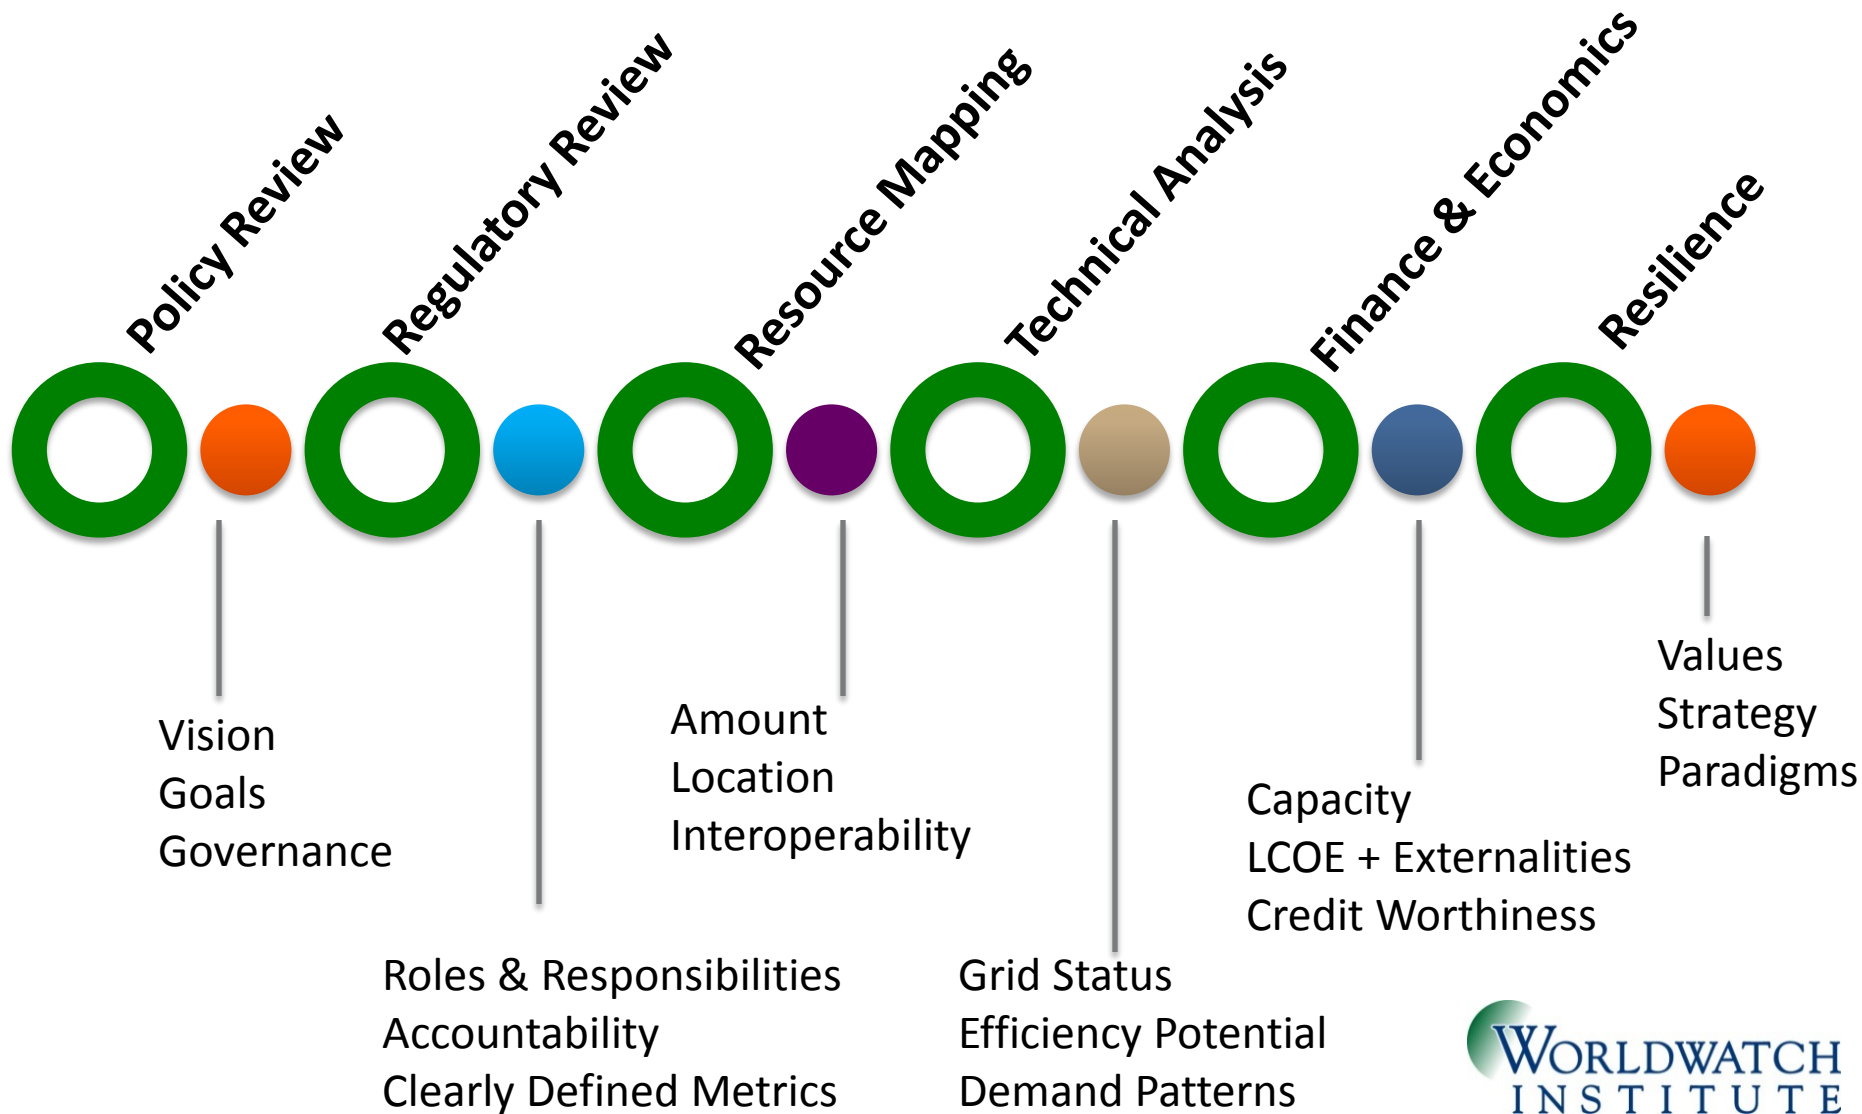 Policy Review
Regulatory Review
Resource Mapping
Technical Analysis
Finance & Economics
Resilience
Vision
Goals
Governance
Roles & Responsibilities
Accountability
Clearly Defined Metrics
Amount
Location
Interoperability
Grid Status
Efficiency Potential
Demand Patterns
Capacity
LCOE + Externalities
Credit Worthiness
Values
Strategy
Paradigms
WORLDWATCH
INSTITUTE